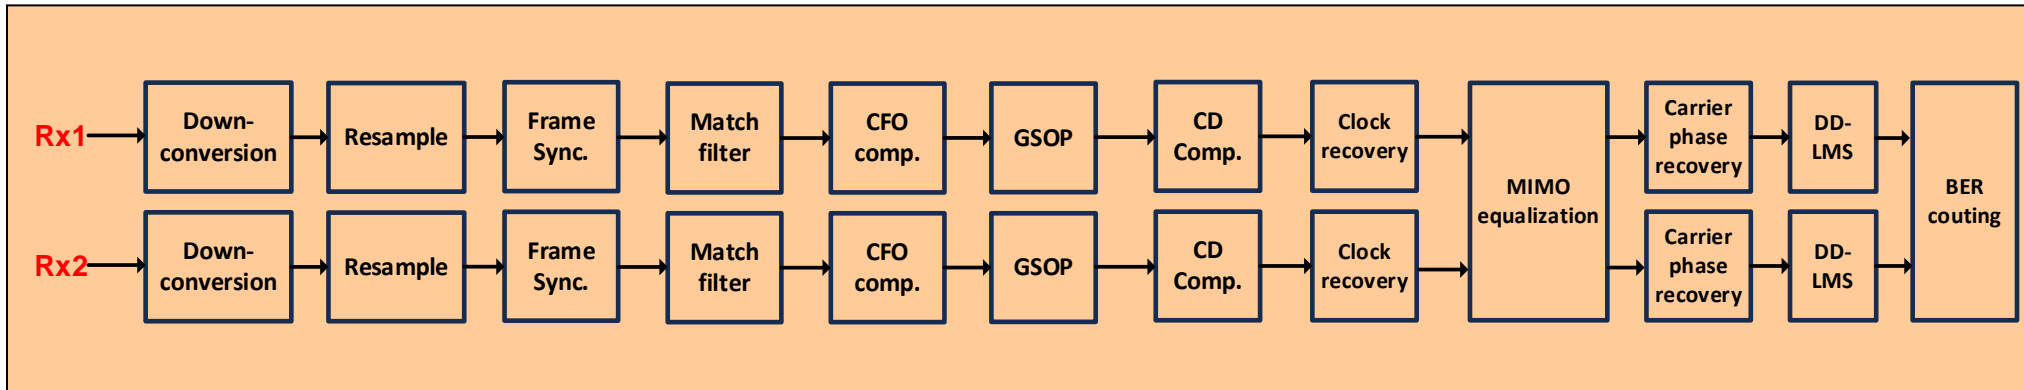 Rx1
Down-
conversion
Resample
Frame
Sync.
Match
filter
CFO
comp.
GSOP
CD
Comp.
Clock
recovery
MIMO
equalization
Carrier
phase
recovery
DD-
LMS
BER
couting
Rx2
Down-
conversion
Resample
Frame
Sync.
Match
filter
CFO
comp.
GSOP
CD
Comp.
Clock
recovery
Carrier
phase
recovery
DD-
LMS